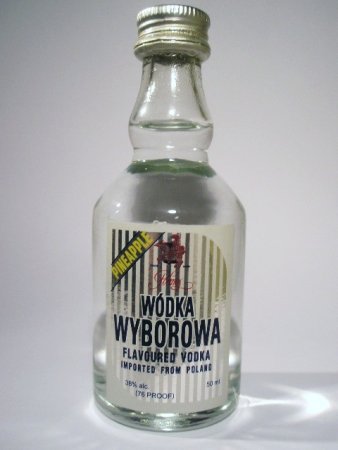 PINEAPPLE
WÓDKA
WYBOROWA
FLAVOURED VODKA
IMPORTED FROM POLAND
38% alc. 50 ml
(76 PROOF)